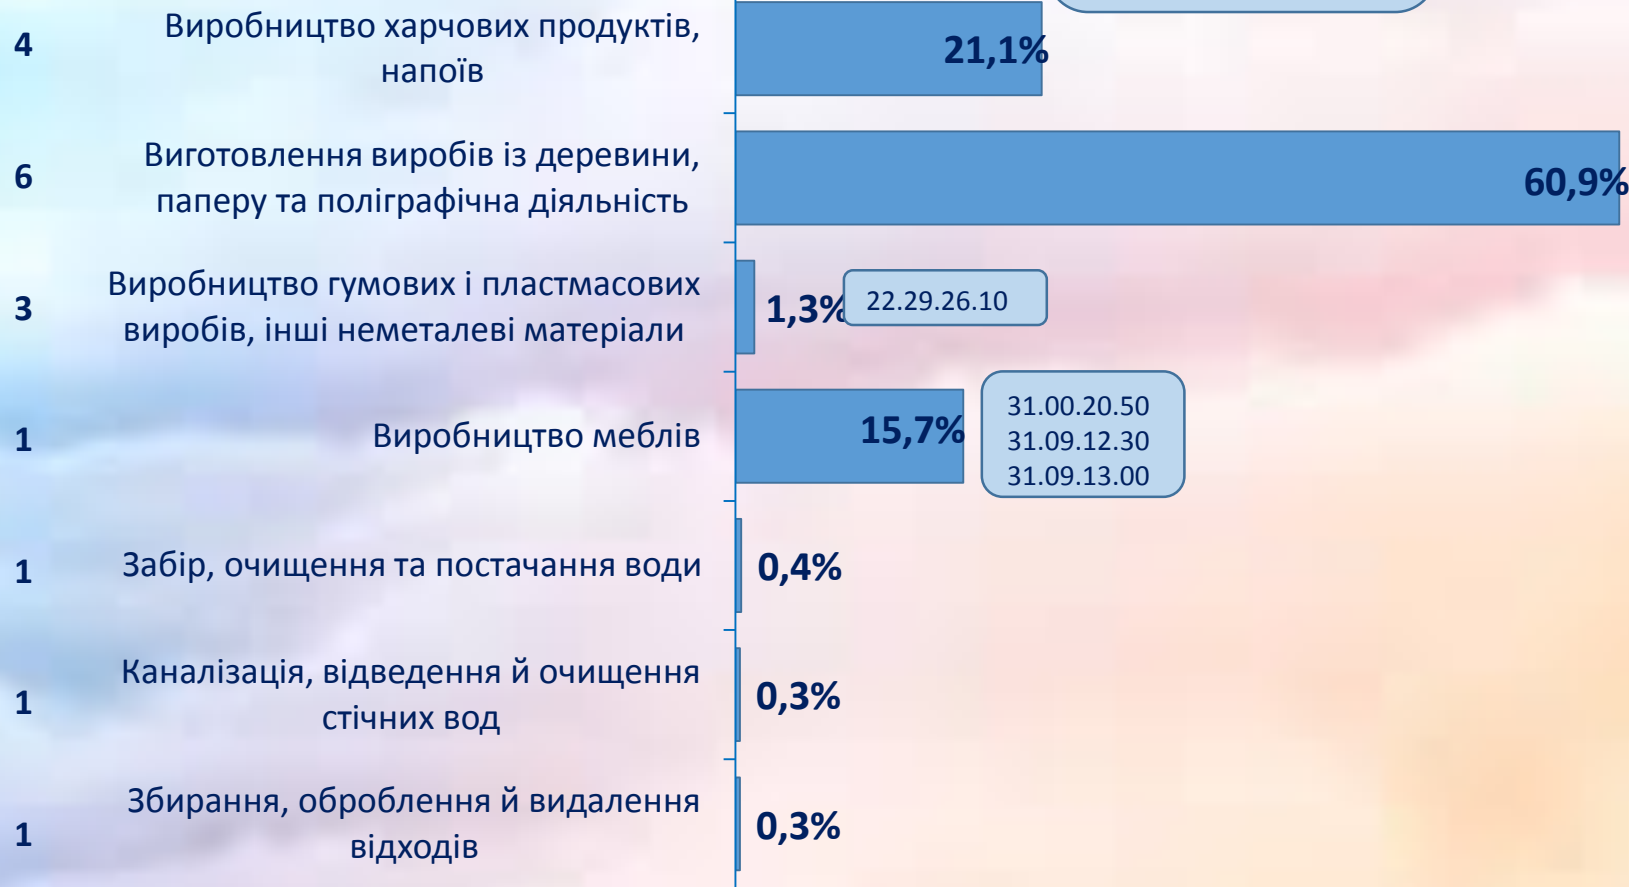 4
Виробництво харчових продуктів,
напоїв
21,1%
6
Виготовлення виробів із деревини,
паперу та поліграфічна діяльність
60,9%
3
Виробництво гумових і пластмасових
виробів, інші неметалеві матеріали
1,3%
22.29.26.10
1
Виробництво меблів
15,7%
31.00.20.50
31.09.12.30
31.09.13.00
1
Забір, очищення та постачання води
0,4%
1
Каналізація, відведення й очищення
стічних вод
0,3%
1
Збирання, оброблення й видалення
відходів
0,3%